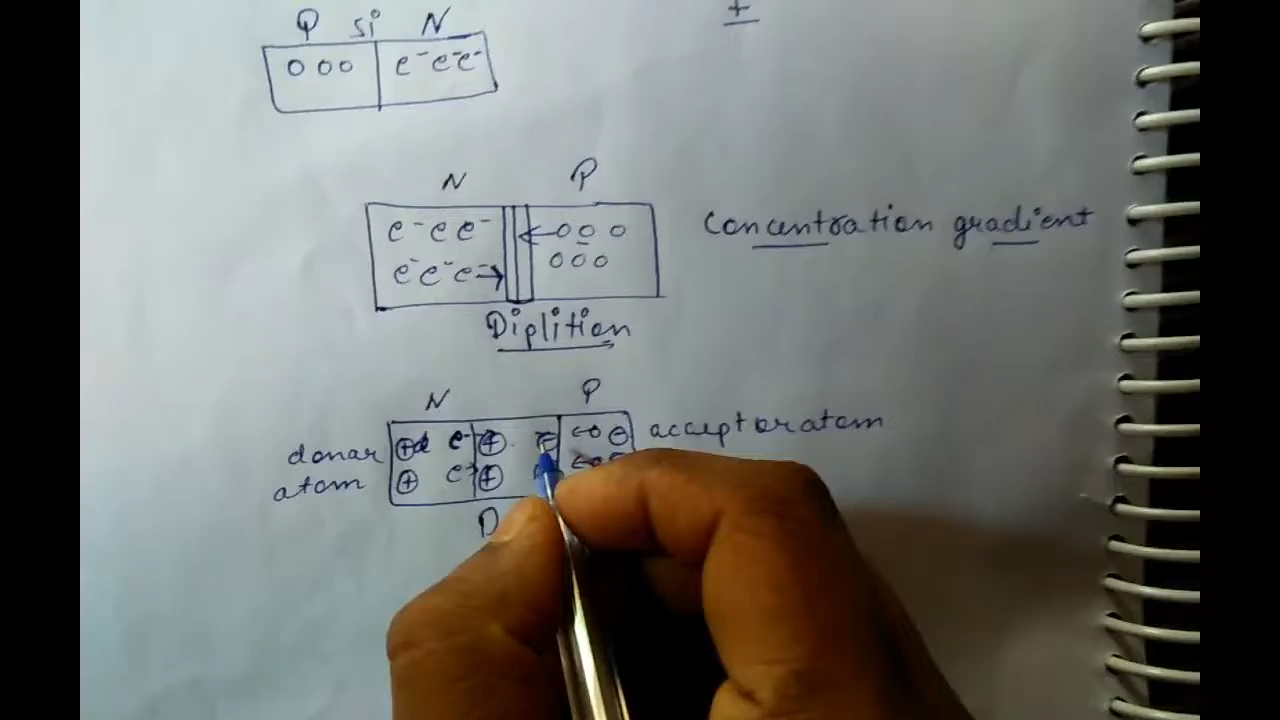 +
P si N
o o o e⁻ e⁻ e⁻
N P
e⁻ e e⁻ o o o
e⁻ e⁻ e⁻ o o o
Concentration gradient
Diplition
N P
donar e⁻ acceptor atom
atom e
D